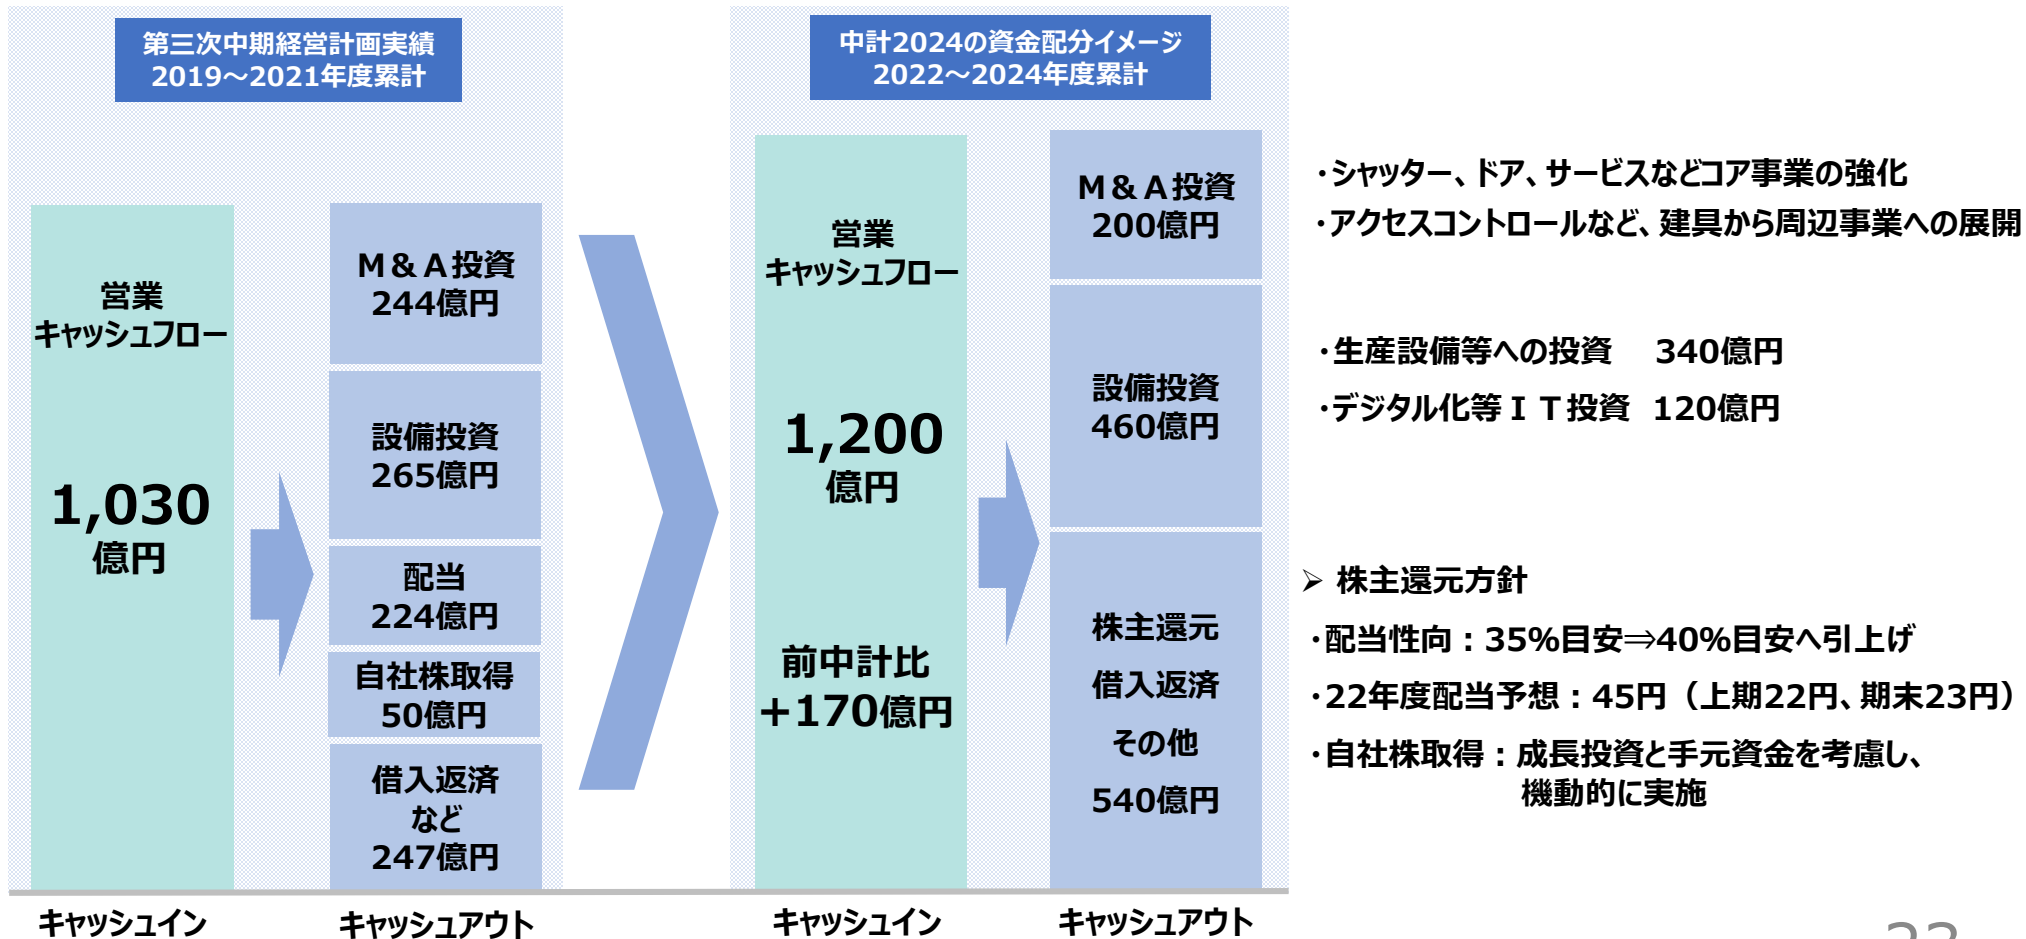 第三次中期経営計画実績
2019～2021年度累計
営業
キャッシュフロー
1,030
億円
M＆A投資
244億円
設備投資
265億円
配当
224億円
自社株取得
50億円
借入返済
など
247億円
キャッシュイン
キャッシュアウト
中計2024の資金配分イメージ
2022～2024年度累計
営業
キャッシュフロー
1,200
億円
前中計比
+170億円
M＆A投資
200億円
設備投資
460億円
株主還元
借入返済
その他
540億円
キャッシュイン
キャッシュアウト
・シャッター、ドア、サービスなどコア事業の強化
・アクセスコントロールなど、建具から周辺事業への展開
・生産設備等への投資　340億円
・デジタル化等ＩＴ投資　120億円
➢ 株主還元方針
・配当性向：35%目安⇒40%目安へ引上げ
・22年度配当予想：45円（上期22円、期末23円）
・自社株取得：成長投資と手元資金を考慮し、
機動的に実施